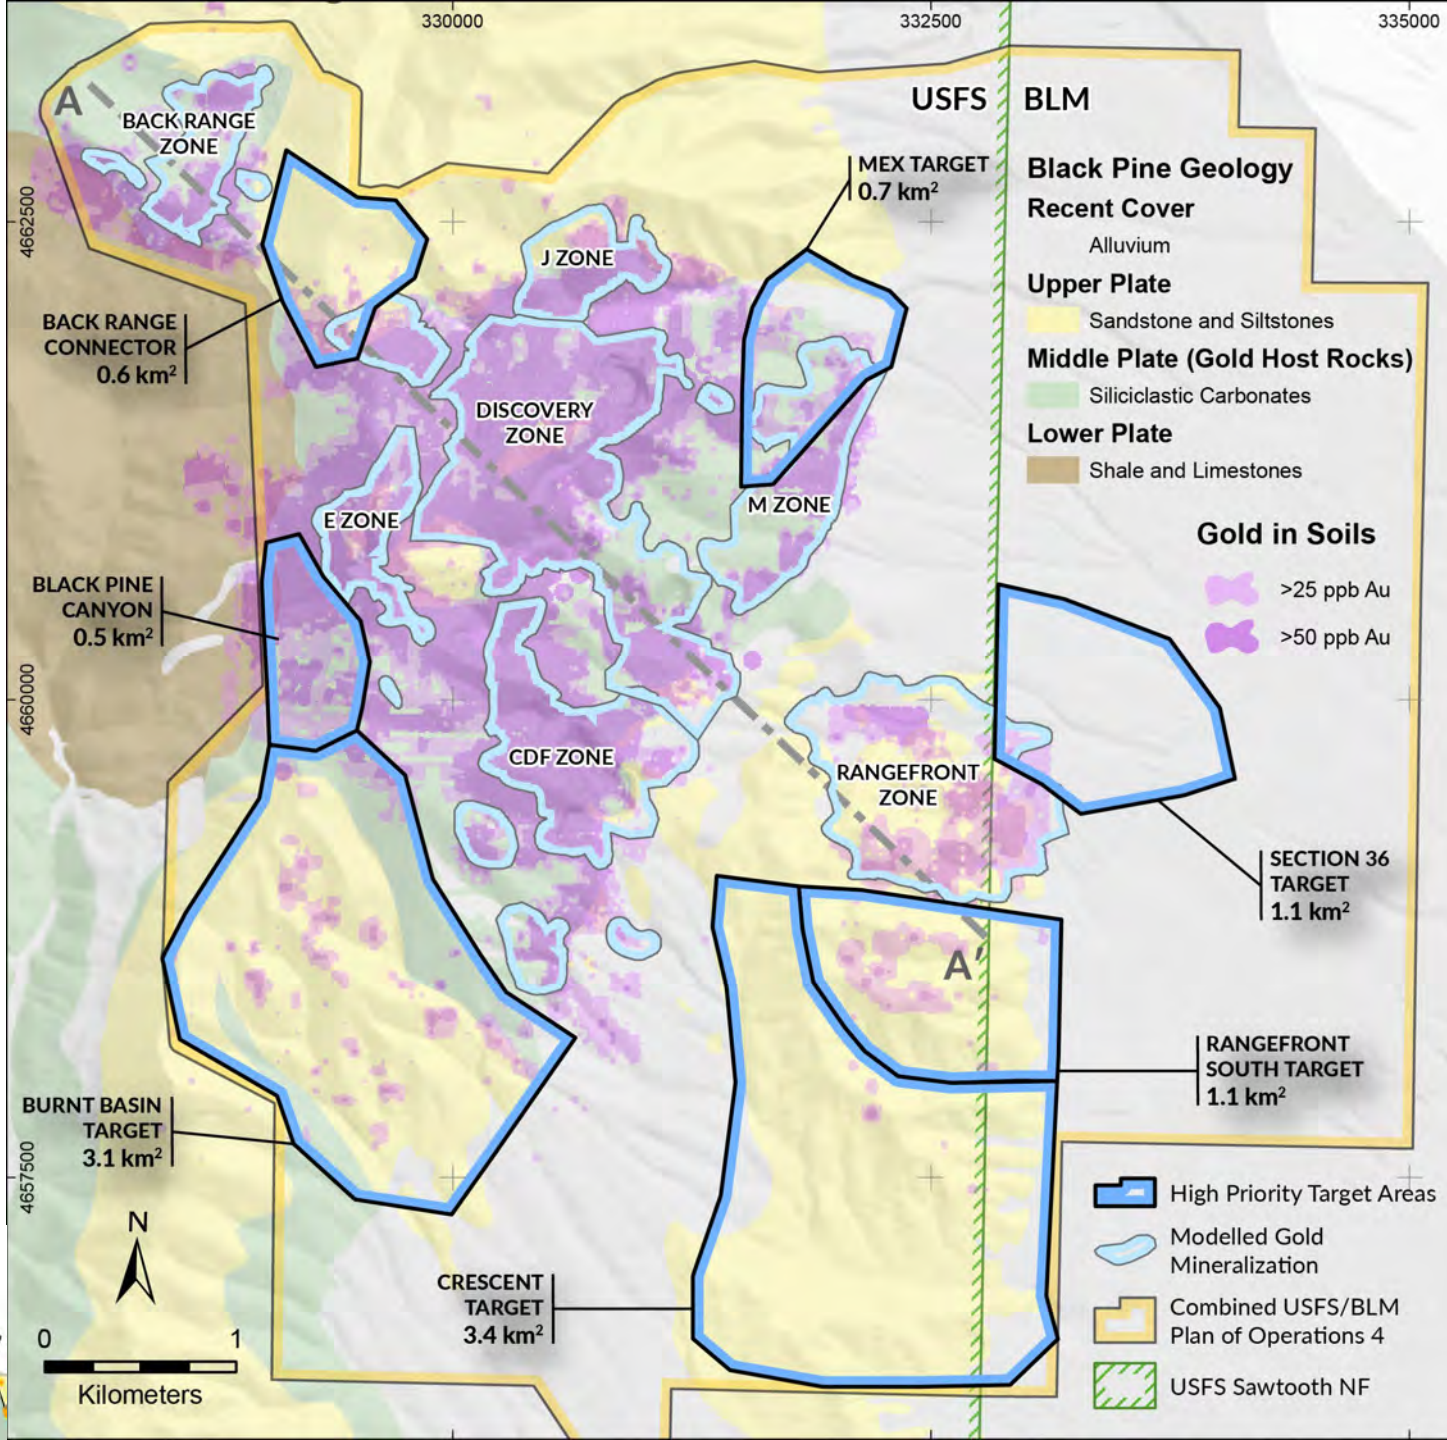 330000
332500
335000
4662500
4660000
4657500
A
BACK RANGE
ZONE
USFS
BLM
MEX TARGET
0.7 km²
J ZONE
BACK RANGE
CONNECTOR
0.6 km²
DISCOVERY
ZONE
E ZONE
M ZONE
BLACK PINE
CANYON
0.5 km²
CDF ZONE
RANGEFRONT
ZONE
SECTION 36
TARGET
1.1 km²
A'
RANGEFRONT
SOUTH TARGET
1.1 km²
BURNT BASIN
TARGET
3.1 km²
CRESCENT
TARGET
3.4 km²
Black Pine Geology
Recent Cover
Alluvium
Upper Plate
Sandstone and Siltstones
Middle Plate (Gold Host Rocks)
Siliciclastic Carbonates
Lower Plate
Shale and Limestones
Gold in Soils
>25 ppb Au
>50 ppb Au
High Priority Target Areas
Modelled Gold
Mineralization
Combined USFS/BLM
Plan of Operations 4
USFS Sawtooth NF
N
0 1
Kilometers